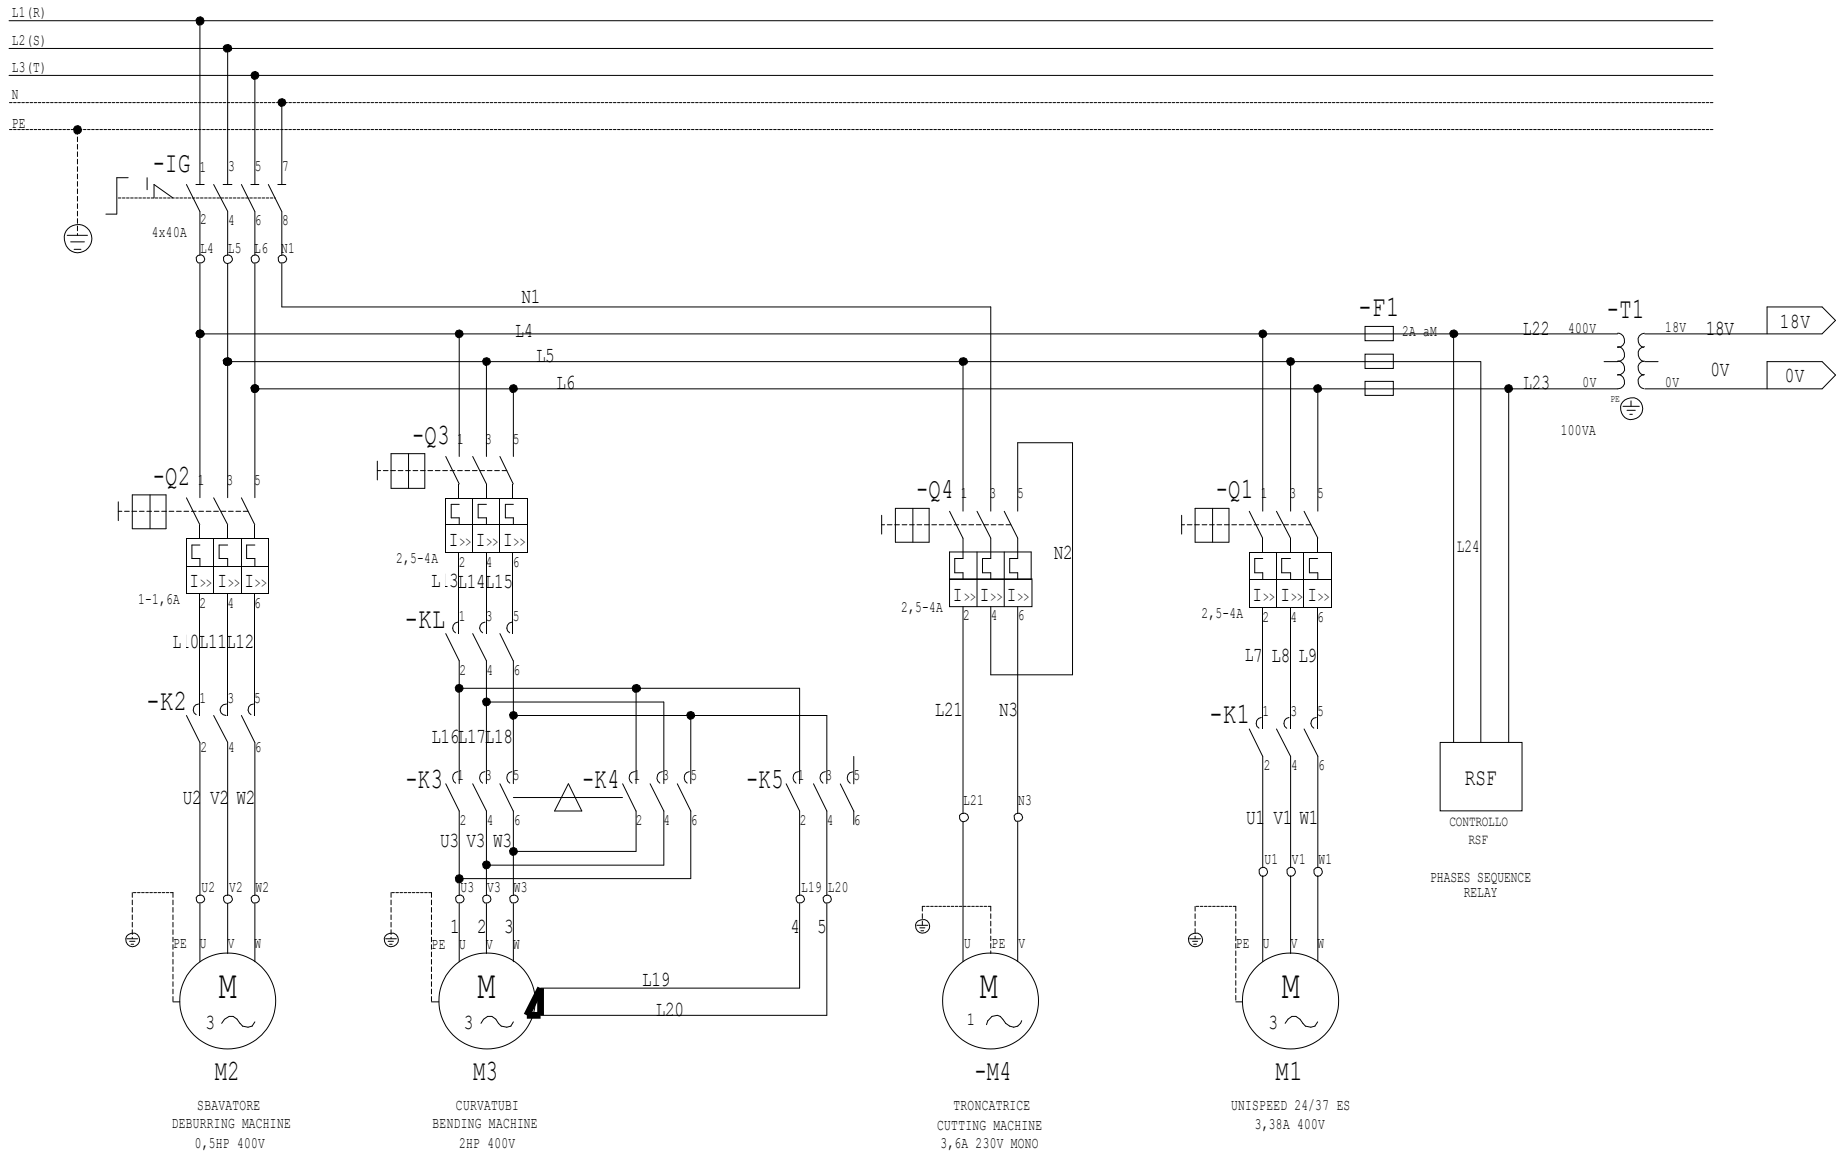 L1(R)
L2(S)
L3(T)
N
PE
-IG 1 3 5 7
2 4 6 8
4x40A
L4 L5 L6 N1
N1
-F1
-T1
L4
2A aM
L22 400V 18V 18V 18V
L5
L6
L23 0V 0V 0V 0V
PE
100VA
-Q3 1 3 5
-Q2 1 3 5
-Q4 1 3 5
-Q1 1 3 5
I>> I>> I>>
2,5-4A 2 4 6
L13 L14 L15
N2
L24
I>> I>> I>>
1-1,6A 2 4 6
L10 L11 L12
I>> I>> I>>
2,5-4A 2 4 6
I>> I>> I>>
2,5-4A 2 4 6
L7 L8 L9
-KL 1 3 5
2 4 6
-K2 1 3 5
2 4 6
L16 L17 L18
L21 N3
-K1 1 3 5
2 4 6
-K3 1 3 5
-K4 1 3 5
-K5 1 3 5
RSF
U2 V2 W2
2 4 6
2 4 6
2 4 6
L21 N3
CONTROLLO
RSF
U3 V3 W3
U1 V1 W1
U1 V1 W1
PHASES SEQUENCE
RELAY
U2 V2 W2
U3 V3 W3
L19 L20
1 2 3 4 5
PE U V W
PE U V W
U PE V
PE U V W
L19
L20
M
3
M
3
M
1
M
3
M2
M3
-M4
M1
SBAVATORE
DEBURRING MACHINE
0,5HP 400V
CURVATUBI
BENDING MACHINE
2HP 400V
TRONCATRICE
CUTTING MACHINE
3,6A 230V MONO
UNISPEED 24/37 ES
3,38A 400V